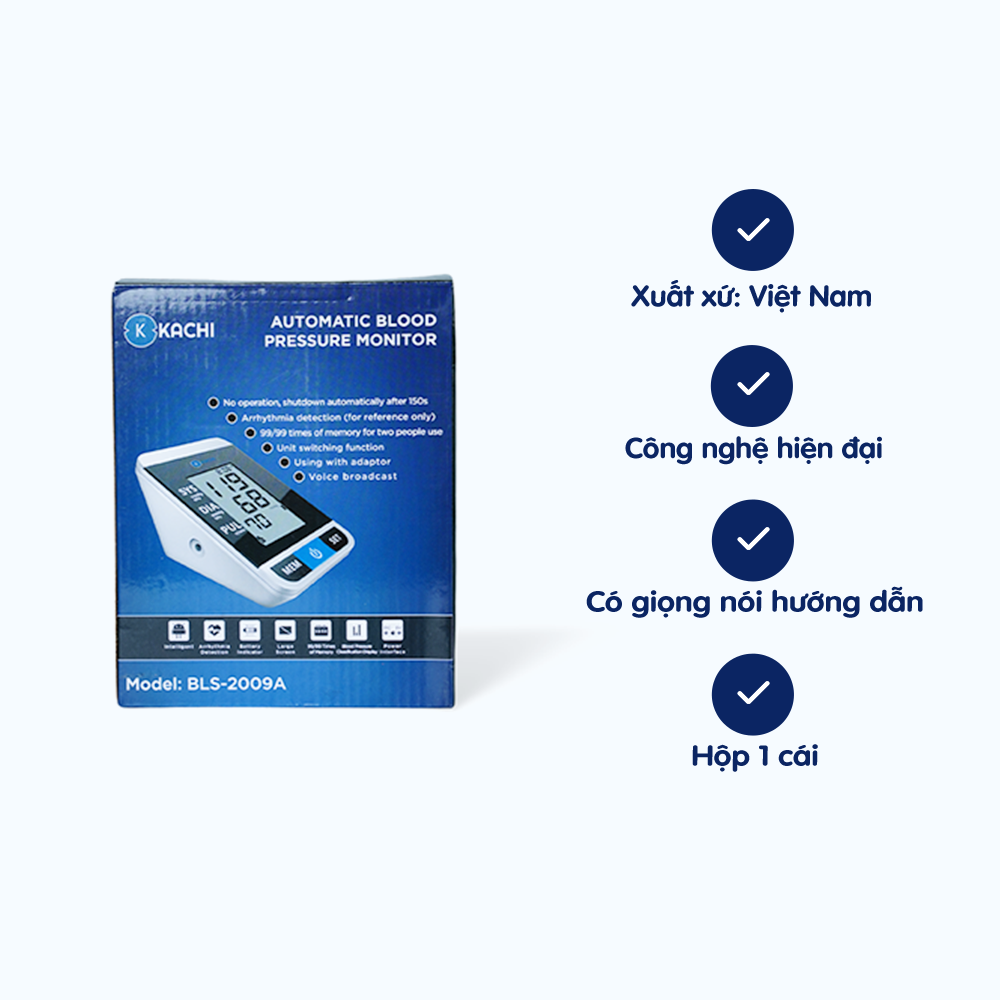 K KACHI
AUTOMATIC BLOOD
PRESSURE MONITOR
No operation, shutdown automatically after 150s
Arrhythmia detection (for reference only)
99/99 times of memory for two people use
Unit switching function
Using with adaptor
Voice broadcast
DIA
PUL
MEM
SET
Intelligent
Arrhythmia
Detection
Battery
Indicator
Large
Screen
99/99 Times
of Memory
Blood Pressure
Classification Display
Power
Interface
Model: BLS-2009A
Xuất xứ: Việt Nam
Công nghệ hiện đại
Có giọng nói hướng dẫn
Hộp 1 cái